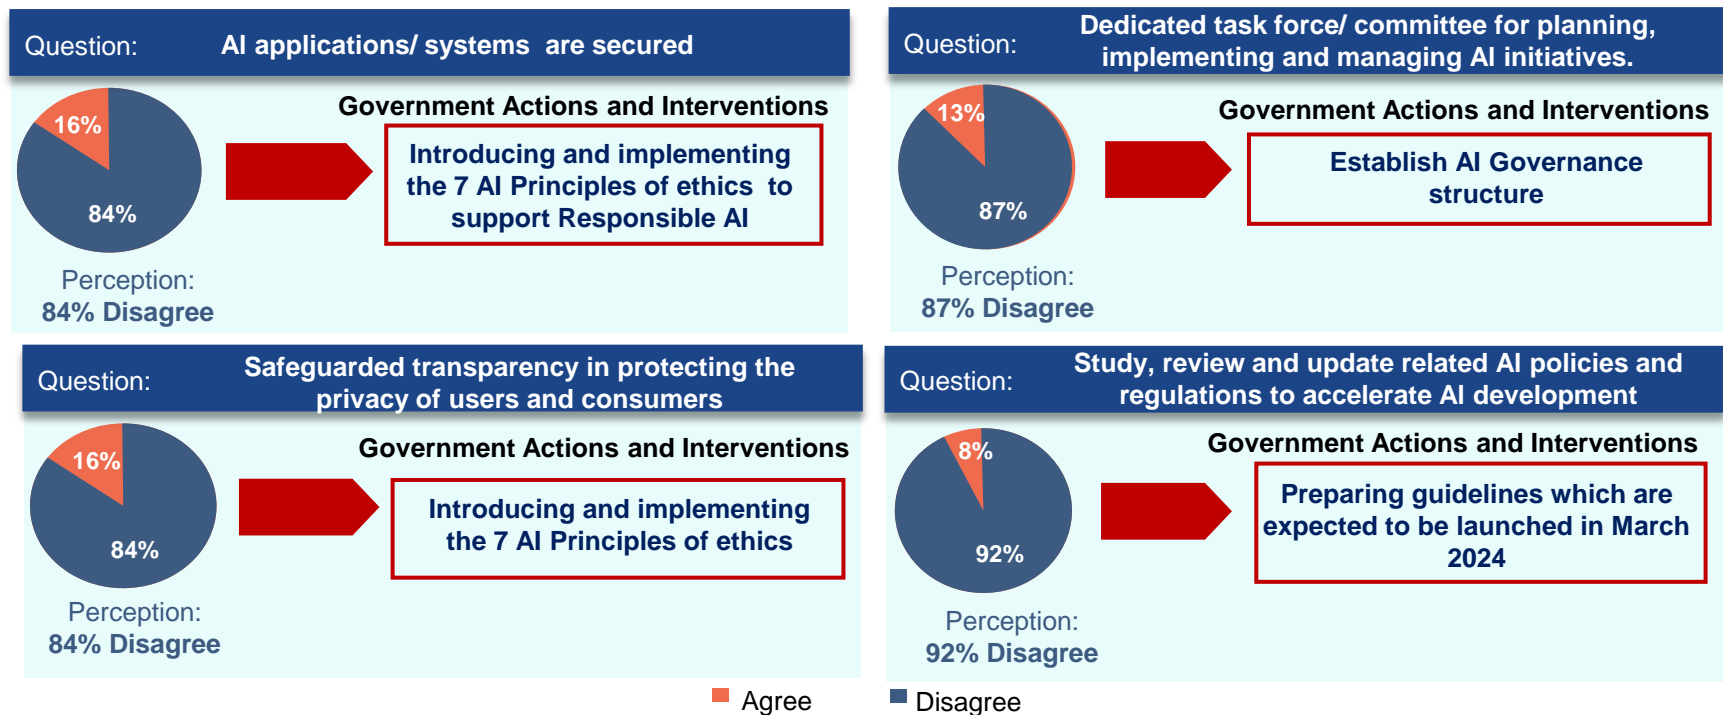 Question: AI applications/ systems  are secured
16%
84%
Government Actions and Interventions
Introducing and implementing
the 7 AI Principles of ethics  to
support Responsible AI
Perception:
84% Disagree
Question:
Dedicated task force/ committee for planning,
implementing and managing AI initiatives.
13%
87%
Government Actions and Interventions
Establish AI Governance
structure
Perception:
87% Disagree
Question:
Safeguarded transparency in protecting the
privacy of users and consumers
16%
84%
Government Actions and Interventions
Introducing and implementing
the 7 AI Principles of ethics
Perception:
84% Disagree
Question:
Study, review and update related AI policies and
regulations to accelerate AI development
8%
92%
Government Actions and Interventions
Preparing guidelines which are
expected to be launched in March
2024
Perception:
92% Disagree
Agree
Disagree